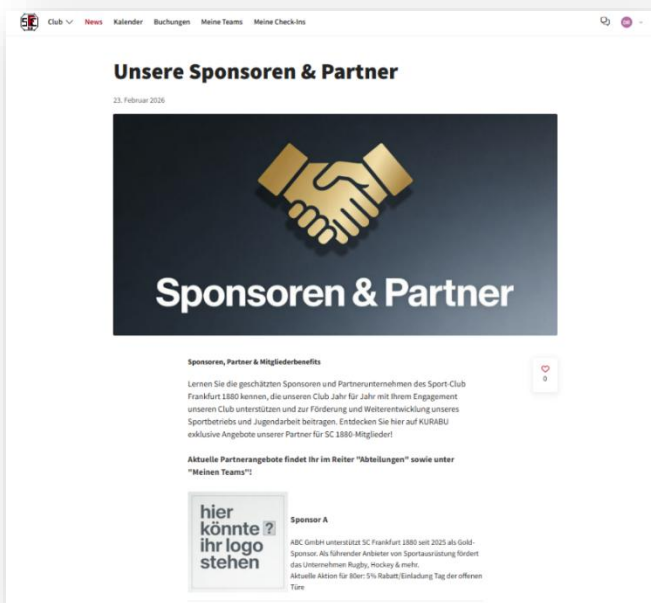 Club News Kalender Buchungen Meine Teams Meine Check-Ins
Unsere Sponsoren & Partner
23. Februar 2026
Sponsoren & Partner
Sponsoren, Partner & Mitgliederbenefits
0
Lernen Sie die geschätzten Sponsoren und Partnerunternehmen des Sport-Club
Frankfurt 1880 kennen, die unseren Club Jahr für Jahr mit Ihrem Engagement
unseren Club unterstützen und zur Förderung und Weiterentwicklung unseres
Sportbetriebs und Jugendarbeit beitragen. Entdecken Sie hier auf KURABU
exklusive Angebote unserer Partner für SC 1880-Mitglieder!
Aktuelle Partnerangebote findet Ihr im Reiter "Abteilungen" sowie unter
"Meinen Teams"!
hier
könnte ?
ihr logo
stehen
Sponsor A
ABC GmbH unterstützt SC Frankfurt 1880 seit 2025 als Gold-
Sponsor. Als führender Anbieter von Sportausrüstung fördert
das Unternehmen Rugby, Hockey & mehr.
Aktuelle Aktion für 80er: 5% Rabatt/Einladung Tag der offenen
Türe